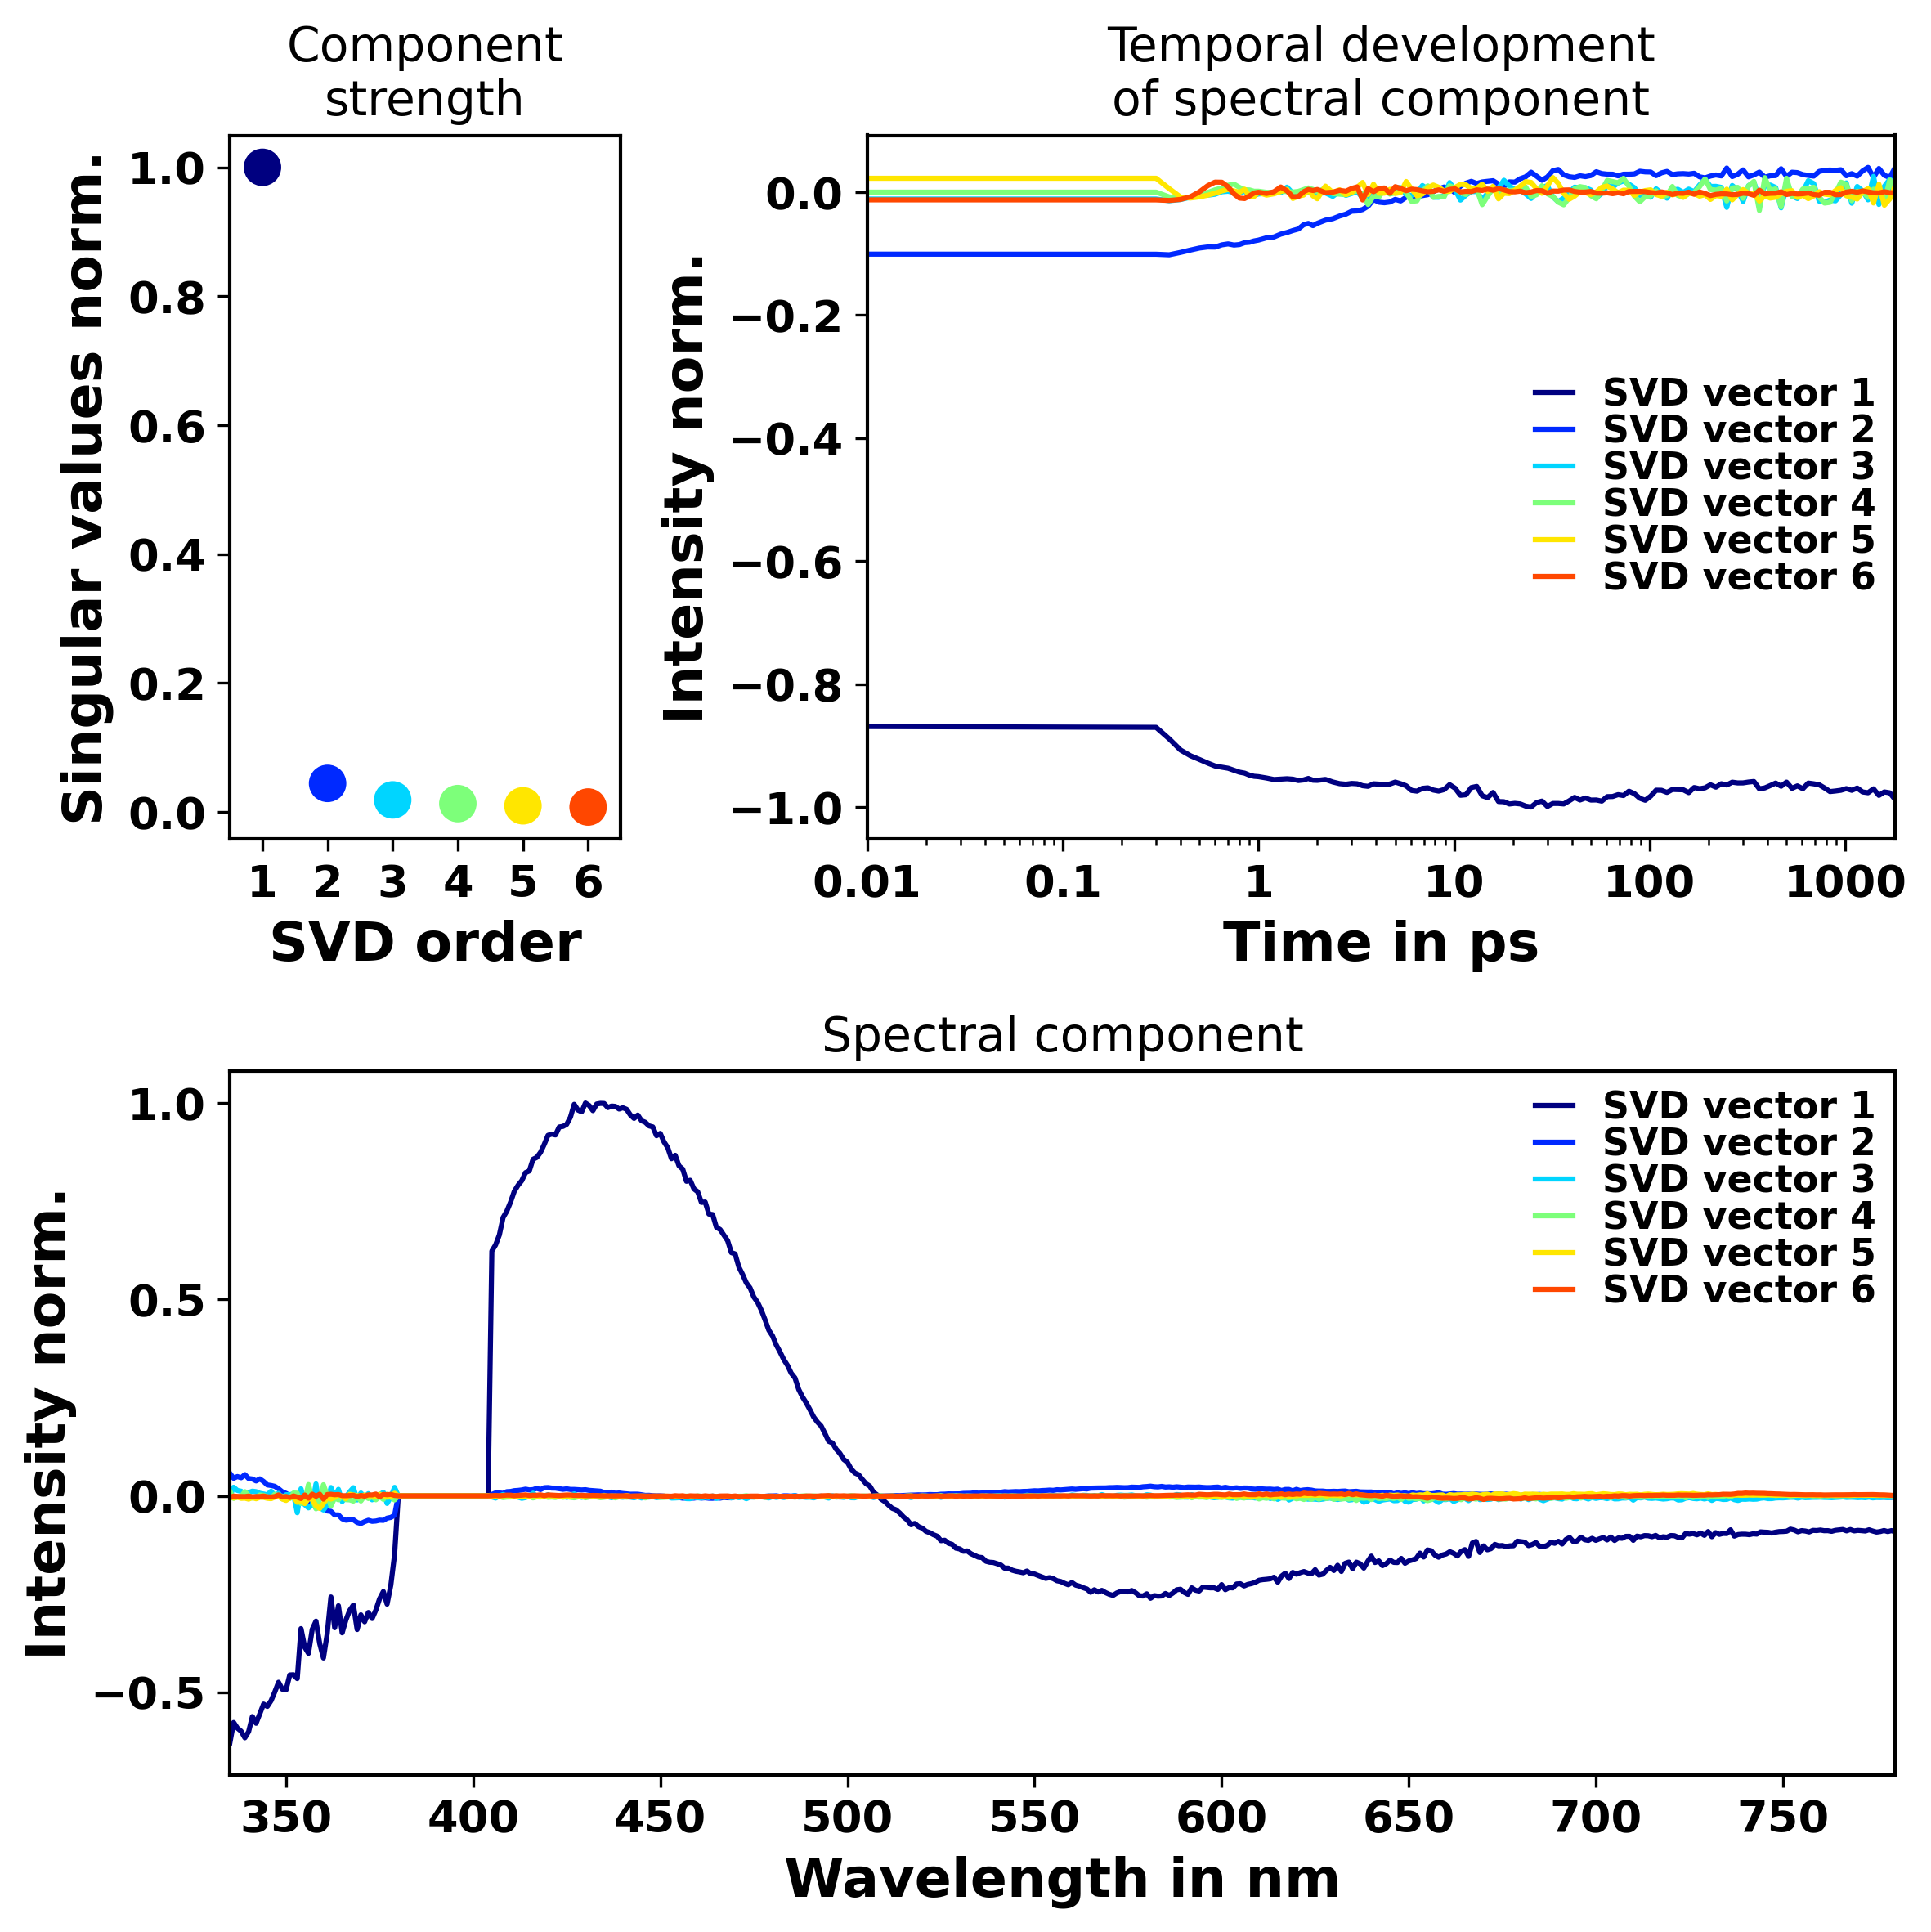 Component
strength
Singular values norm.
1.0
0.8
0.6
0.4
0.2
0.0
1 2 3 4 5 6
SVD order
Temporal development
of spectral component
Intensity norm.
0.0
−0.2
−0.4
−0.6
−0.8
−1.0
SVD vector 1
SVD vector 2
SVD vector 3
SVD vector 4
SVD vector 5
SVD vector 6
0.01 0.1 1 10 100 1000
Time in ps
Spectral component
Intensity norm.
1.0
0.5
0.0
−0.5
SVD vector 1
SVD vector 2
SVD vector 3
SVD vector 4
SVD vector 5
SVD vector 6
350 400 450 500 550 600 650 700 750
Wavelength in nm